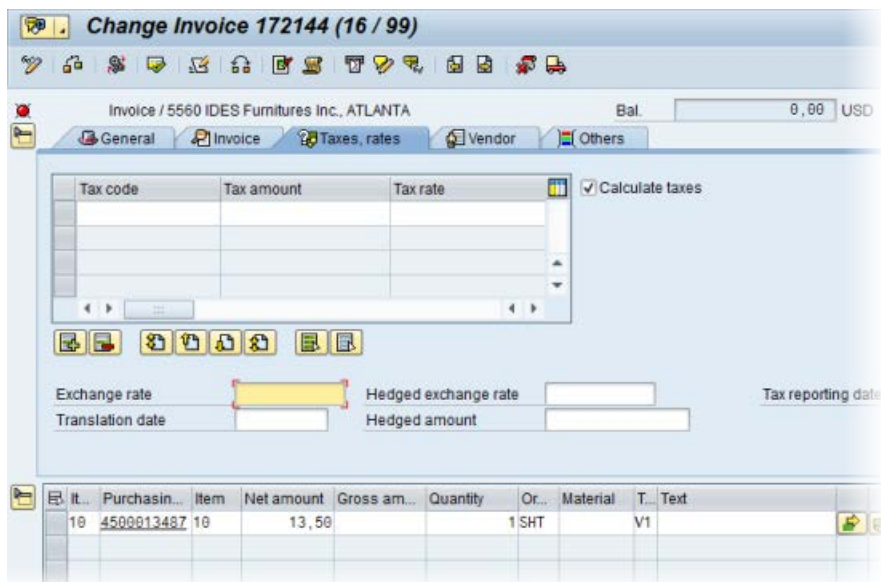 Change Invoice 172144 (16 / 99)
Invoice / 5560 IDES Furnitures Inc., ATLANTA Bal. 0,00 USD
General Invoice Taxes, rates Vendor Others
Tax code Tax amount Tax rate Calculate taxes
Exchange rate Hedged exchange rate Tax reporting date
Translation date Hedged amount
It... Purchasin... Item Net amount Gross am... Quantity Or... Material T... Text
10 4500013487 10 13,50 1 SHT V1